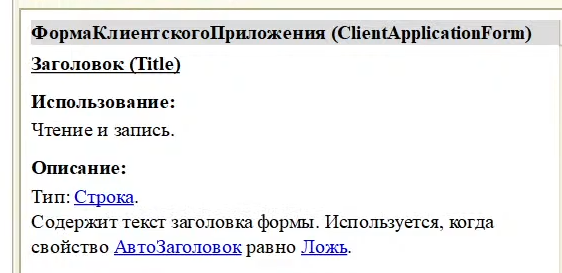 ФормаКлиентскогоПриложения (ClientApplicationForm)
Заголовок (Title)
Использование:
Чтение и запись.
Описание:
Тип: Строка.
Содержит текст заголовка формы. Используется, когда
свойство АвтоЗаголовок равно Ложь.